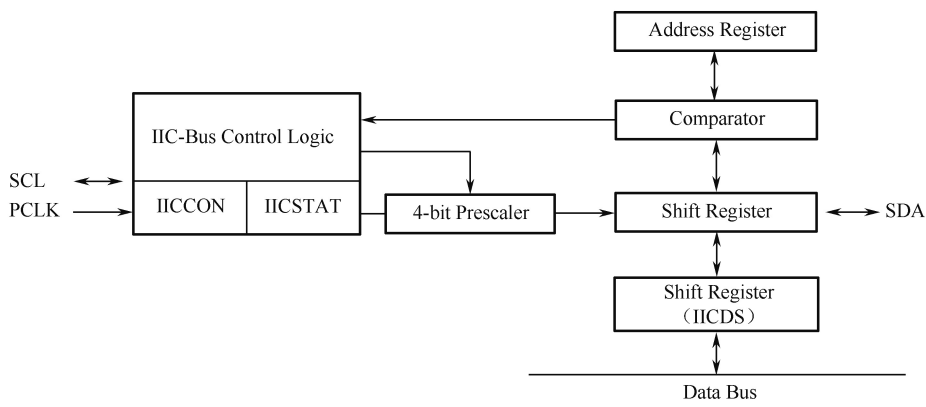 Address Register
IIC-Bus Control Logic
Comparator
SCL
PCLK
IICCON
IICSTAT
4-bit Prescaler
Shift Register
SDA
Shift Register
（IICDS）
Data Bus